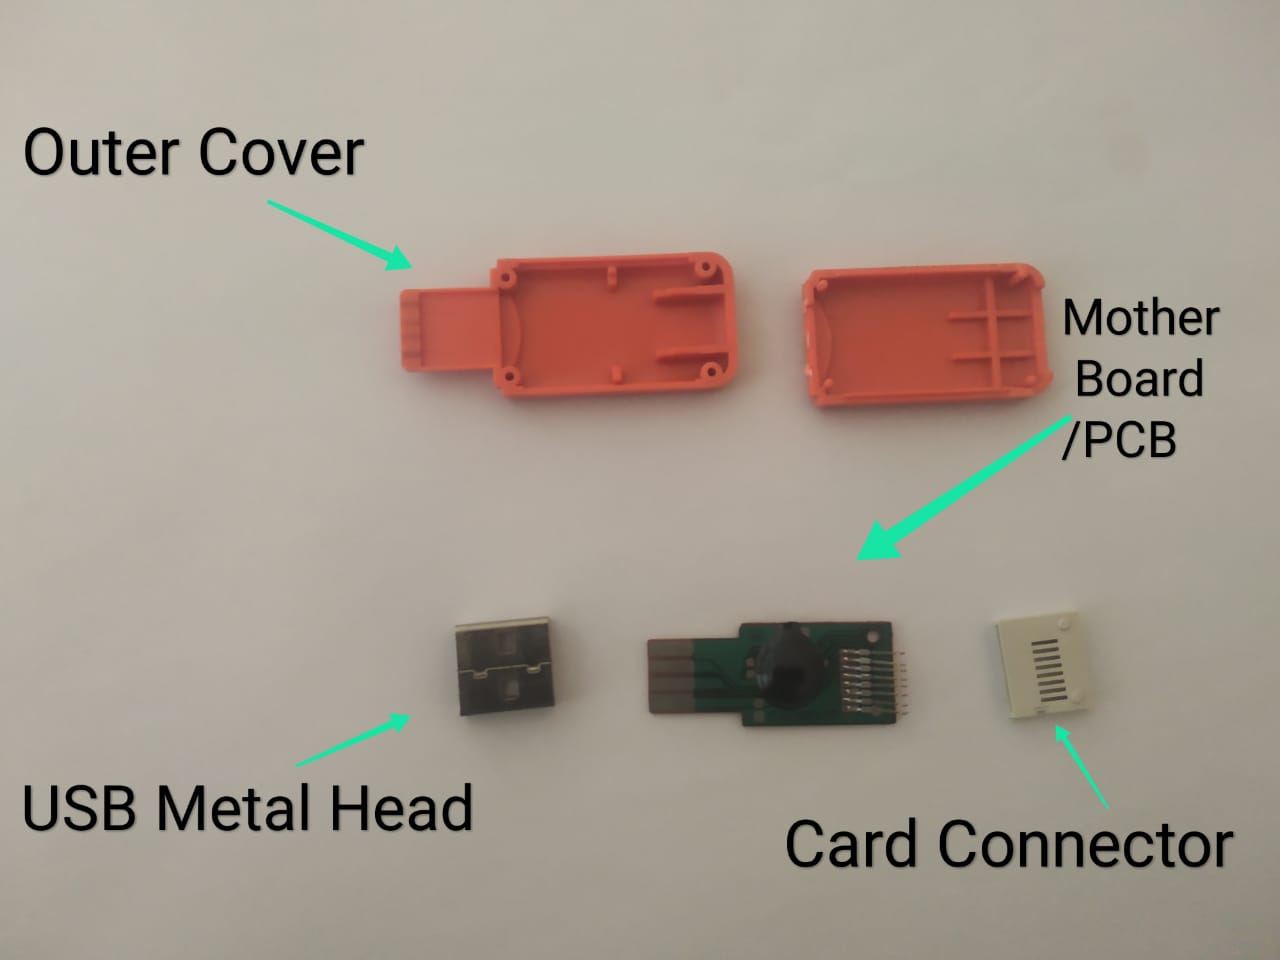 Outer Cover
Mother
Board
/PCB
USB Metal Head
Card Connector